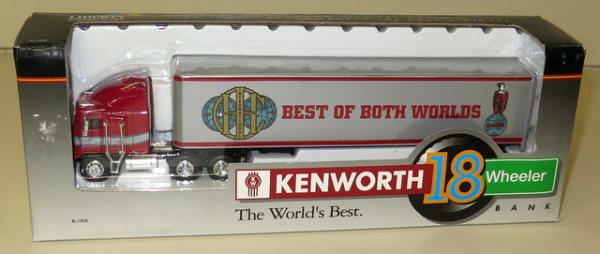 BEST OF BOTH WORLDS
KENWORTH 18 Wheeler
The World's Best.
BANK